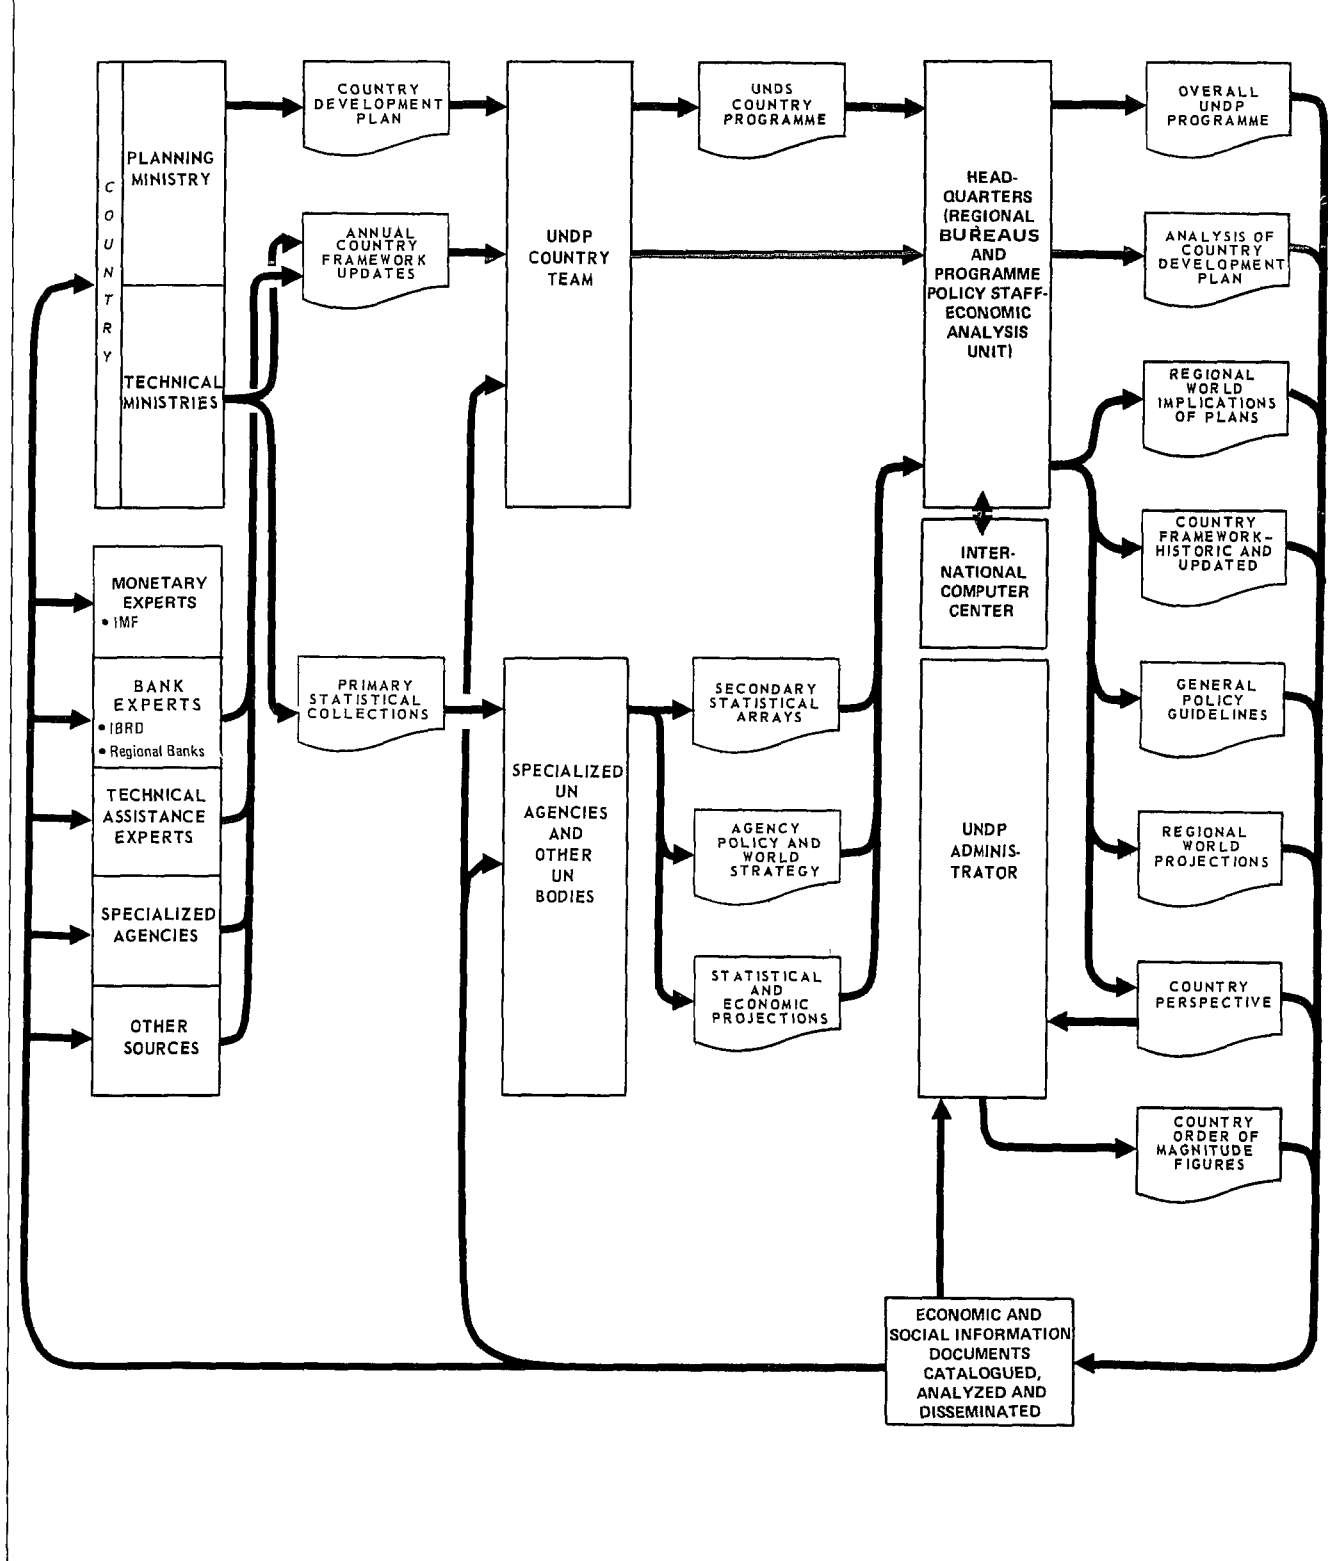 COUNTRY
PLANNING
MINISTRY
TECHNICAL
MINISTRIES
MONETARY
EXPERTS
• IMF
BANK
EXPERTS
• IBRD
• Regional Banks
TECHNICAL
ASSISTANCE
EXPERTS
SPECIALIZED
AGENCIES
OTHER
SOURCES
COUNTRY
DEVELOPMENT
PLAN
ANNUAL
COUNTRY
FRAMEWORK
UPDATES
PRIMARY
STATISTICAL
COLLECTIONS
UNDP
COUNTRY
TEAM
SPECIALIZED
UN
AGENCIES
AND
OTHER
UN
BODIES
UNDS
COUNTRY
PROGRAMME
SECONDARY
STATISTICAL
ARRAYS
AGENCY
POLICY AND
WORLD
STRATEGY
STATISTICAL
AND
ECONOMIC
PROJECTIONS
HEAD-
QUARTERS
(REGIONAL
BUREAUS
AND
PROGRAMME
POLICY STAFF-
ECONOMIC
ANALYSIS
UNIT)
INTER-
NATIONAL
COMPUTER
CENTER
UNDP
ADMINIS-
TRATOR
OVERALL
UNDP
PROGRAMME
ANALYSIS OF
COUNTRY
DEVELOPMENT
PLAN
REGIONAL
WORLD
IMPLICATIONS
OF PLANS
COUNTRY
FRAMEWORK-
HISTORIC AND
UPDATED
GENERAL
POLICY
GUIDELINES
REGIONAL
WORLD
PROJECTIONS
COUNTRY
PERSPECTIVE
COUNTRY
ORDER OF
MAGNITUDE
FIGURES
ECONOMIC AND
SOCIAL INFORMATION
DOCUMENTS
CATALOGUED,
ANALYZED AND
DISSEMINATED